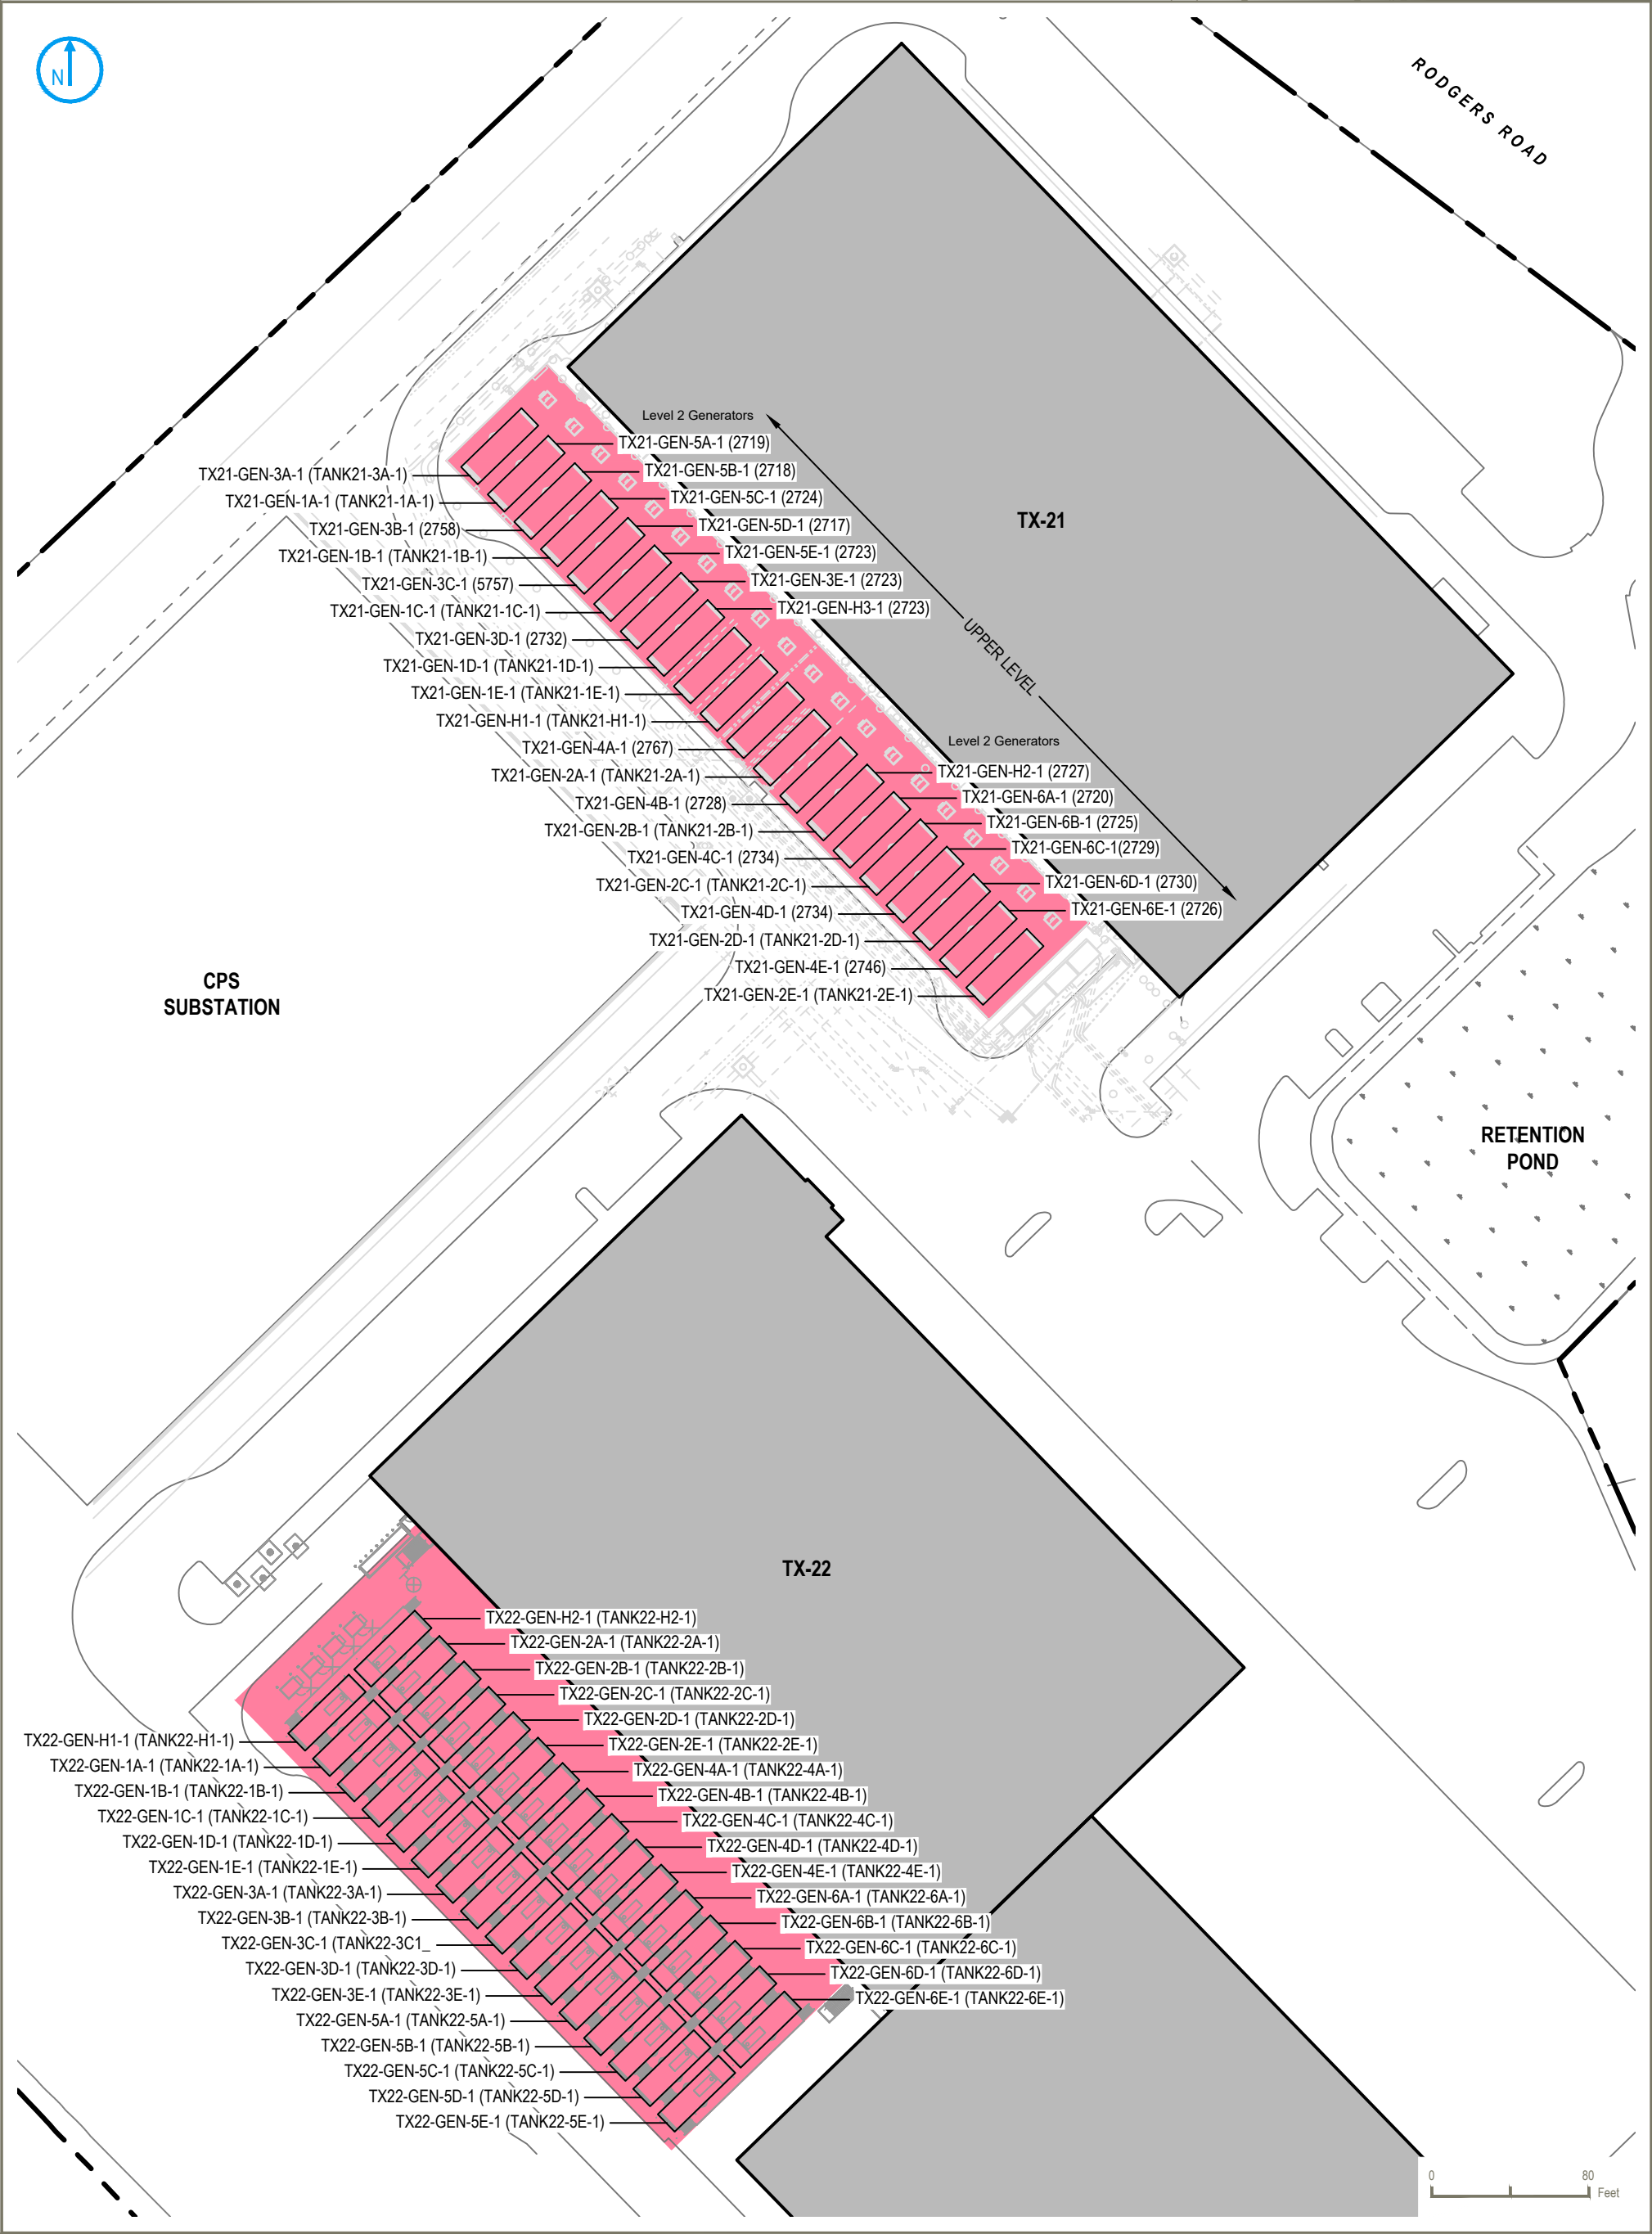 N
RODGERS ROAD
Level 2 Generators
TX21-GEN-5A-1 (2719)
TX21-GEN-5B-1 (2718)
TX21-GEN-5C-1 (2724)
TX21-GEN-5D-1 (2717)
TX21-GEN-5E-1 (2723)
TX21-GEN-3E-1 (2723)
TX21-GEN-H3-1 (2723)
TX-21
UPPER LEVEL
TX21-GEN-3A-1 (TANK21-3A-1)
TX21-GEN-1A-1 (TANK21-1A-1)
TX21-GEN-3B-1 (2758)
TX21-GEN-1B-1 (TANK21-1B-1)
TX21-GEN-3C-1 (5757)
TX21-GEN-1C-1 (TANK21-1C-1)
TX21-GEN-3D-1 (2732)
TX21-GEN-1D-1 (TANK21-1D-1)
TX21-GEN-1E-1 (TANK21-1E-1)
TX21-GEN-H1-1 (TANK21-H1-1)
TX21-GEN-4A-1 (2767)
TX21-GEN-2A-1 (TANK21-2A-1)
TX21-GEN-4B-1 (2728)
TX21-GEN-2B-1 (TANK21-2B-1)
TX21-GEN-4C-1 (2734)
TX21-GEN-2C-1 (TANK21-2C-1)
TX21-GEN-4D-1 (2734)
TX21-GEN-2D-1 (TANK21-2D-1)
TX21-GEN-4E-1 (2746)
TX21-GEN-2E-1 (TANK21-2E-1)
Level 2 Generators
TX21-GEN-H2-1 (2727)
TX21-GEN-6A-1 (2720)
TX21-GEN-6B-1 (2725)
TX21-GEN-6C-1(2729)
TX21-GEN-6D-1 (2730)
TX21-GEN-6E-1 (2726)
CPS
SUBSTATION
RETENTION
POND
TX-22
TX22-GEN-H2-1 (TANK22-H2-1)
TX22-GEN-2A-1 (TANK22-2A-1)
TX22-GEN-2B-1 (TANK22-2B-1)
TX22-GEN-2C-1 (TANK22-2C-1)
TX22-GEN-2D-1 (TANK22-2D-1)
TX22-GEN-2E-1 (TANK22-2E-1)
TX22-GEN-4A-1 (TANK22-4A-1)
TX22-GEN-4B-1 (TANK22-4B-1)
TX22-GEN-4C-1 (TANK22-4C-1)
TX22-GEN-4D-1 (TANK22-4D-1)
TX22-GEN-4E-1 (TANK22-4E-1)
TX22-GEN-6A-1 (TANK22-6A-1)
TX22-GEN-6B-1 (TANK22-6B-1)
TX22-GEN-6C-1 (TANK22-6C-1)
TX22-GEN-6D-1 (TANK22-6D-1)
TX22-GEN-6E-1 (TANK22-6E-1)
TX22-GEN-H1-1 (TANK22-H1-1)
TX22-GEN-1A-1 (TANK22-1A-1)
TX22-GEN-1B-1 (TANK22-1B-1)
TX22-GEN-1C-1 (TANK22-1C-1)
TX22-GEN-1D-1 (TANK22-1D-1)
TX22-GEN-1E-1 (TANK22-1E-1)
TX22-GEN-3A-1 (TANK22-3A-1)
TX22-GEN-3B-1 (TANK22-3B-1)
TX22-GEN-3C-1 (TANK22-3C1_
TX22-GEN-3D-1 (TANK22-3D-1)
TX22-GEN-3E-1 (TANK22-3E-1)
TX22-GEN-5A-1 (TANK22-5A-1)
TX22-GEN-5B-1 (TANK22-5B-1)
TX22-GEN-5C-1 (TANK22-5C-1)
TX22-GEN-5D-1 (TANK22-5D-1)
TX22-GEN-5E-1 (TANK22-5E-1)
0 80
Feet